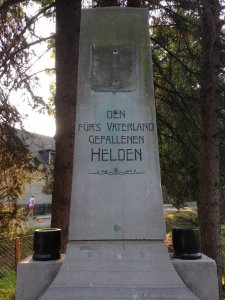 DEN
FÜR'S VATERLAND
GEFALLENEN
HELDEN